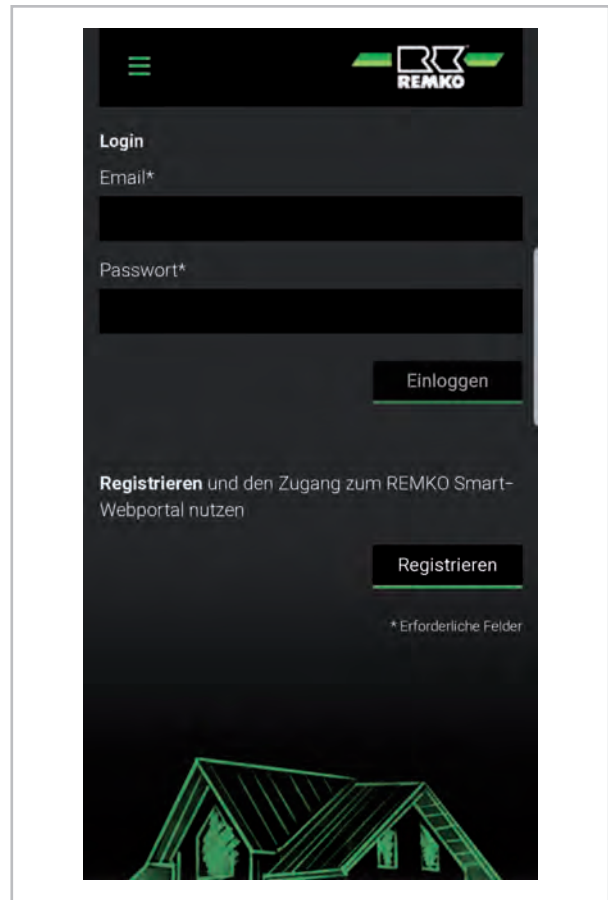 REMKO
Login
Email*
Passwort*
Einloggen
Registrieren und den Zugang zum REMKO Smart-
Webportal nutzen
Registrieren
* Erforderliche Felder